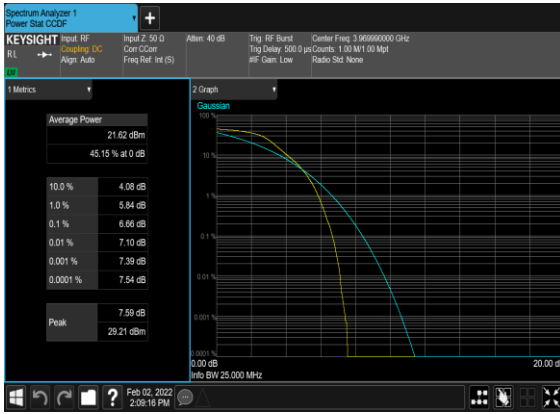 Spectrum Analyzer 1
Power Stat CCDF
KEYSIGHT
RL
Input: RF
Coupling: DC
Align: Auto
Input Z: 50 Ω
Corr CCorr
Freq Ref: Int (S)
Atten: 40 dB
Trig: RF Burst
Trig Delay: 500.0 µs
#IF Gain: Low
Center Freq: 3.969990000 GHz
Counts: 1.00 M/1.00 Mpt
Radio Std: None
1 Metrics
Average Power
21.62 dBm
45.15 % at 0 dB
10.0 % 4.08 dB
1.0 % 5.84 dB
0.1 % 6.66 dB
0.01 % 7.10 dB
0.001 % 7.39 dB
0.0001 % 7.54 dB
Peak
7.59 dB
29.21 dBm
2 Graph
Gaussian
100 %
10 %
1 %
0.1 %
0.01 %
0.001 %
0.0001 %
0.00 dB
20.00 d
Info BW 25.000 MHz
Feb 02, 2022
2:09:16 PM